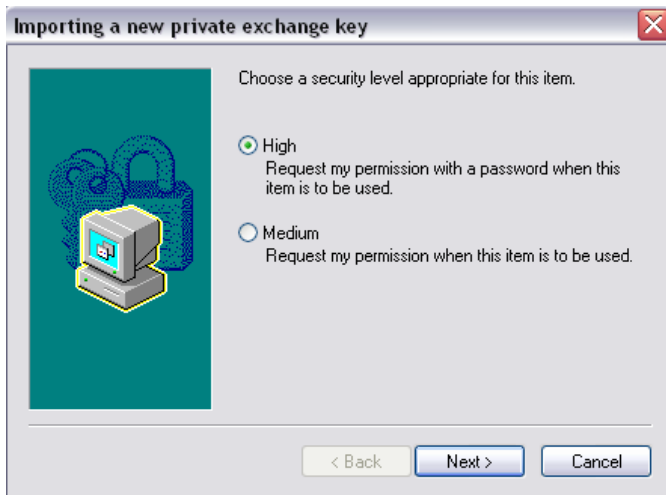 Importing a new private exchange key
Choose a security level appropriate for this item.
High
Request my permission with a password when this
item is to be used.
Medium
Request my permission when this item is to be used.
< Back
Next >
Cancel